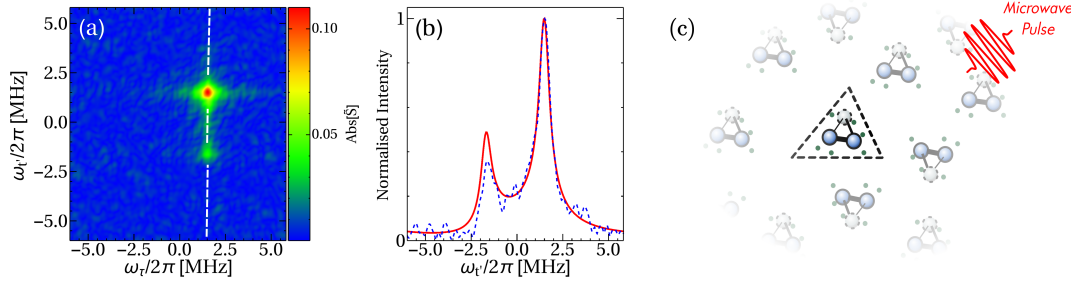 (a)
5.0
2.5
0.0
−2.5
−5.0
ω_t'/2π [MHz]
−5.0 −2.5 0.0 2.5 5.0
ω_τ/2π [MHz]
0.10
0.05
Abs[S̃]
(b)
1
0
Normalised Intensity
−5.0 −2.5 0.0 2.5 5.0
ω_t'/2π [MHz]
(c)
Microwave
Pulse